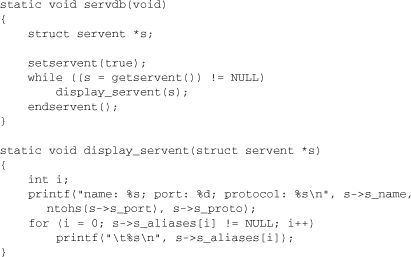 static void servdb(void)
{
    struct servent *s;

    setservent(true);
    while ((s = getservent()) != NULL)
        display_servent(s);
    endservent();
}

static void display_servent(struct servent *s)
{
    int i;
    printf("name: %s; port: %d; protocol: %s\n", s->s_name,
      ntohs(s->s_port), s->s_proto);
    for (i = 0; s->s_aliases[i] != NULL; i++)
        printf("\t%s\n", s->s_aliases[i]);
}